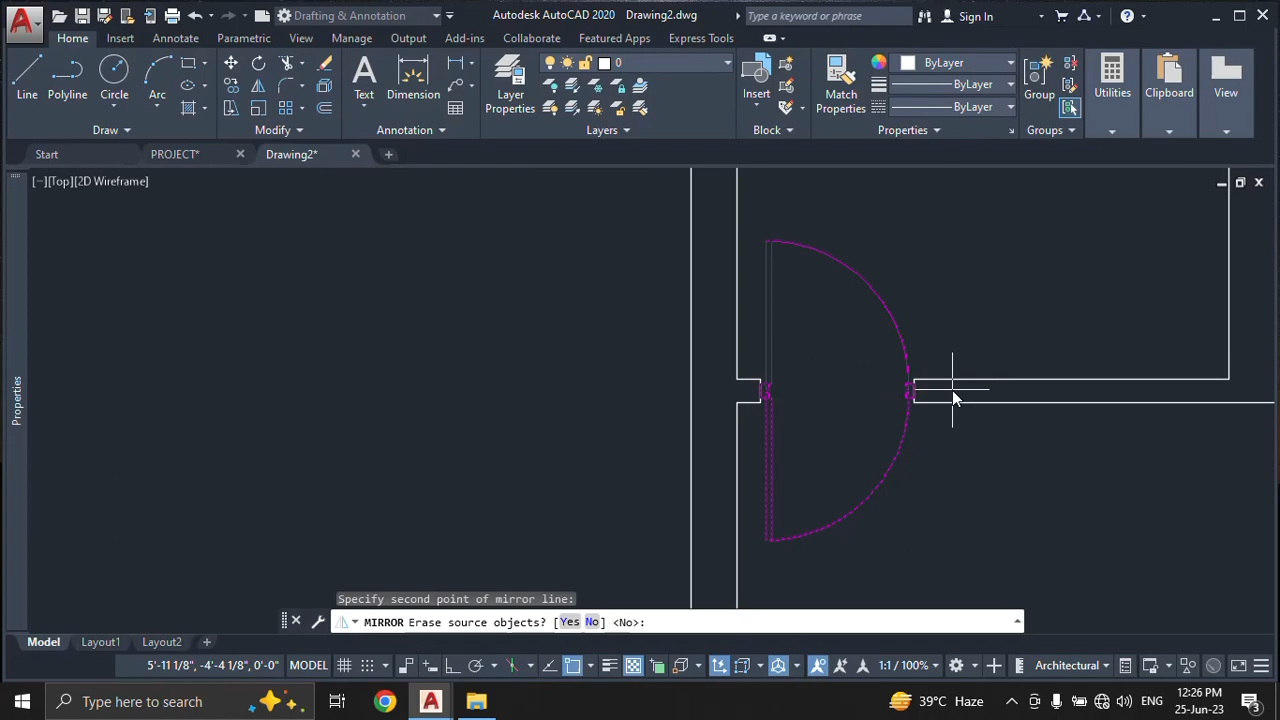 Drafting & Annotation
Autodesk AutoCAD 2020 Drawing2.dwg
Type a keyword or phrase
Sign In
Home Insert Annotate Parametric View Manage Output Add-ins Collaborate Featured Apps Express Tools
Line Polyline Circle Arc
Text Dimension
Layer Properties
0
Insert
Match Properties
ByLayer
ByLayer
ByLayer
Group
Utilities Clipboard View
Draw Modify Annotation Layers Block Properties Groups
Start PROJECT* Drawing2*
[−][Top][2D Wireframe]
Properties
Specify second point of mirror line:
MIRROR Erase source objects? [Yes No] <No>:
Model Layout1 Layout2
5'-11 1/8", -4'-4 1/8", 0'-0" MODEL 1:1 / 100% Architectural
Type here to search
39°C Haze
ENG
12:26 PM
25-Jun-23
3